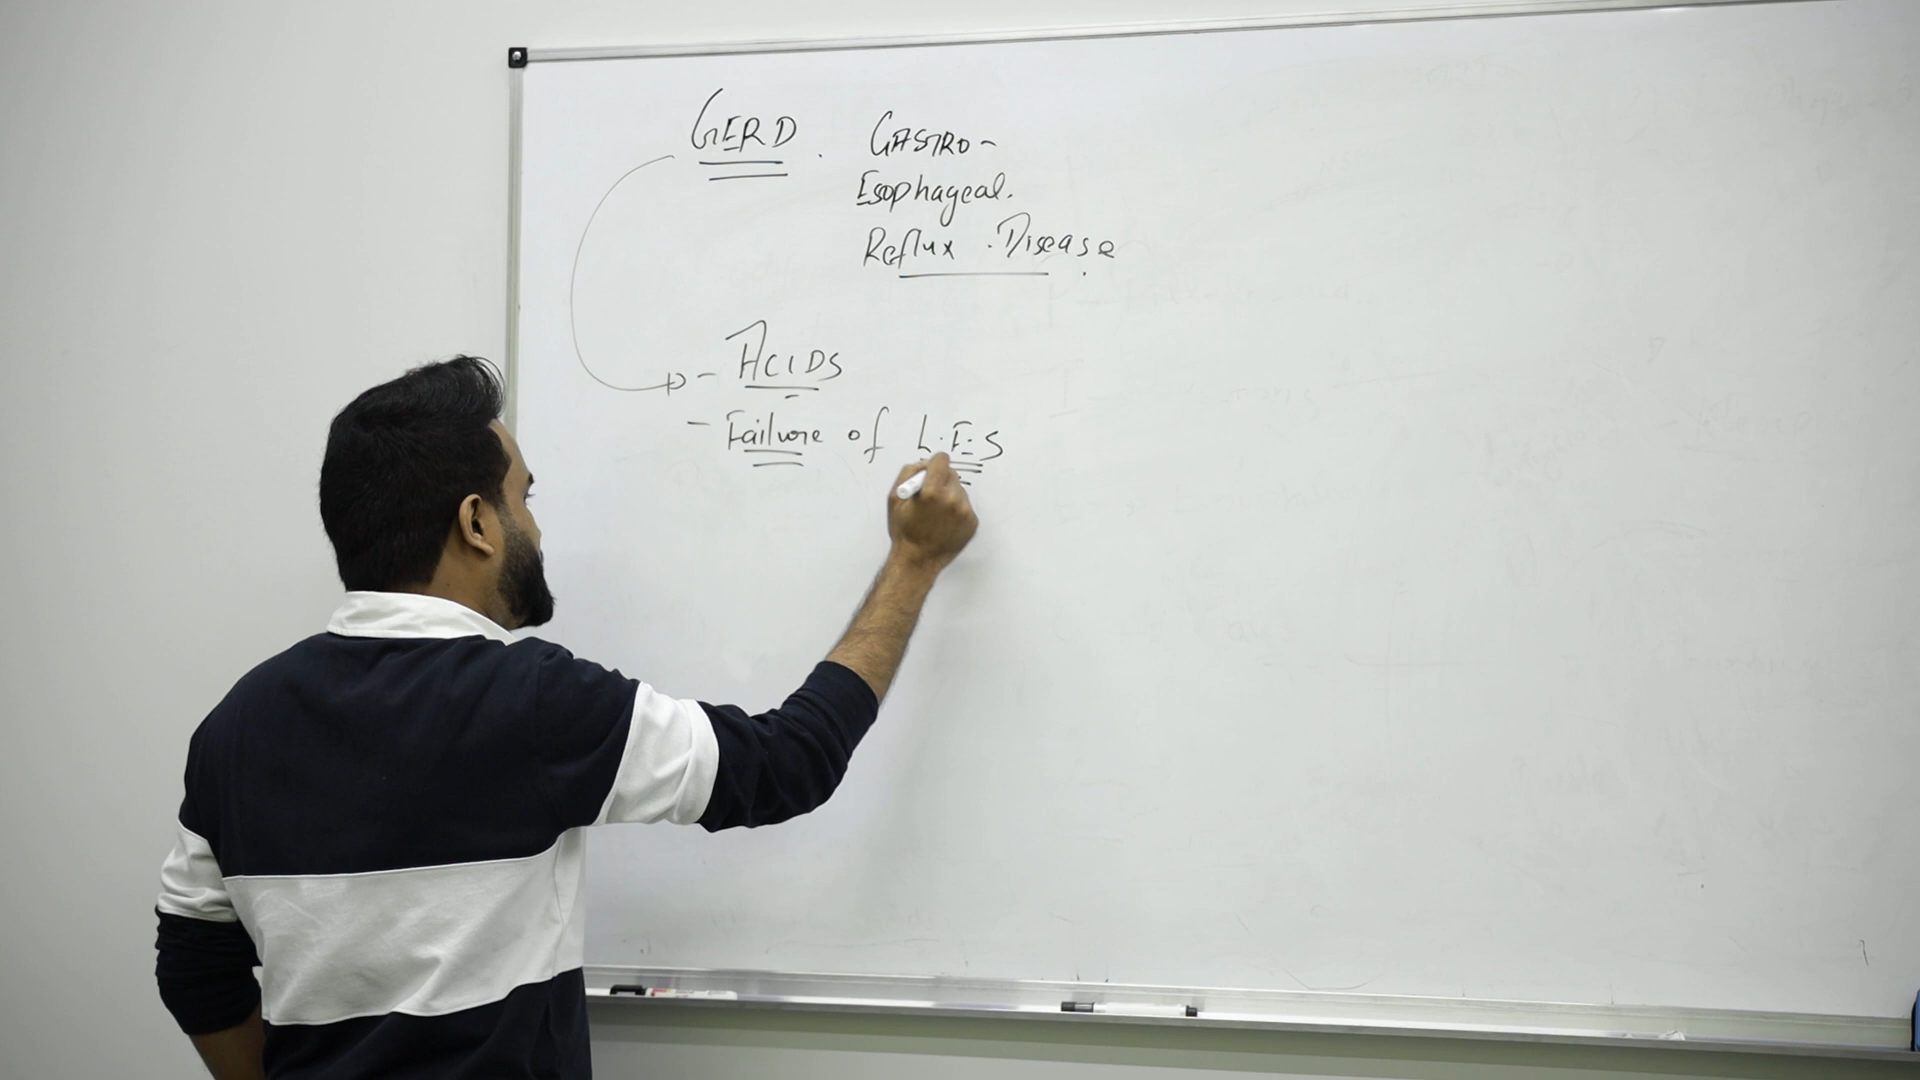 GERD. GASTRO-
Esophageal.
Reflux. Disease
- ACIDS
- Failure of L.E.S